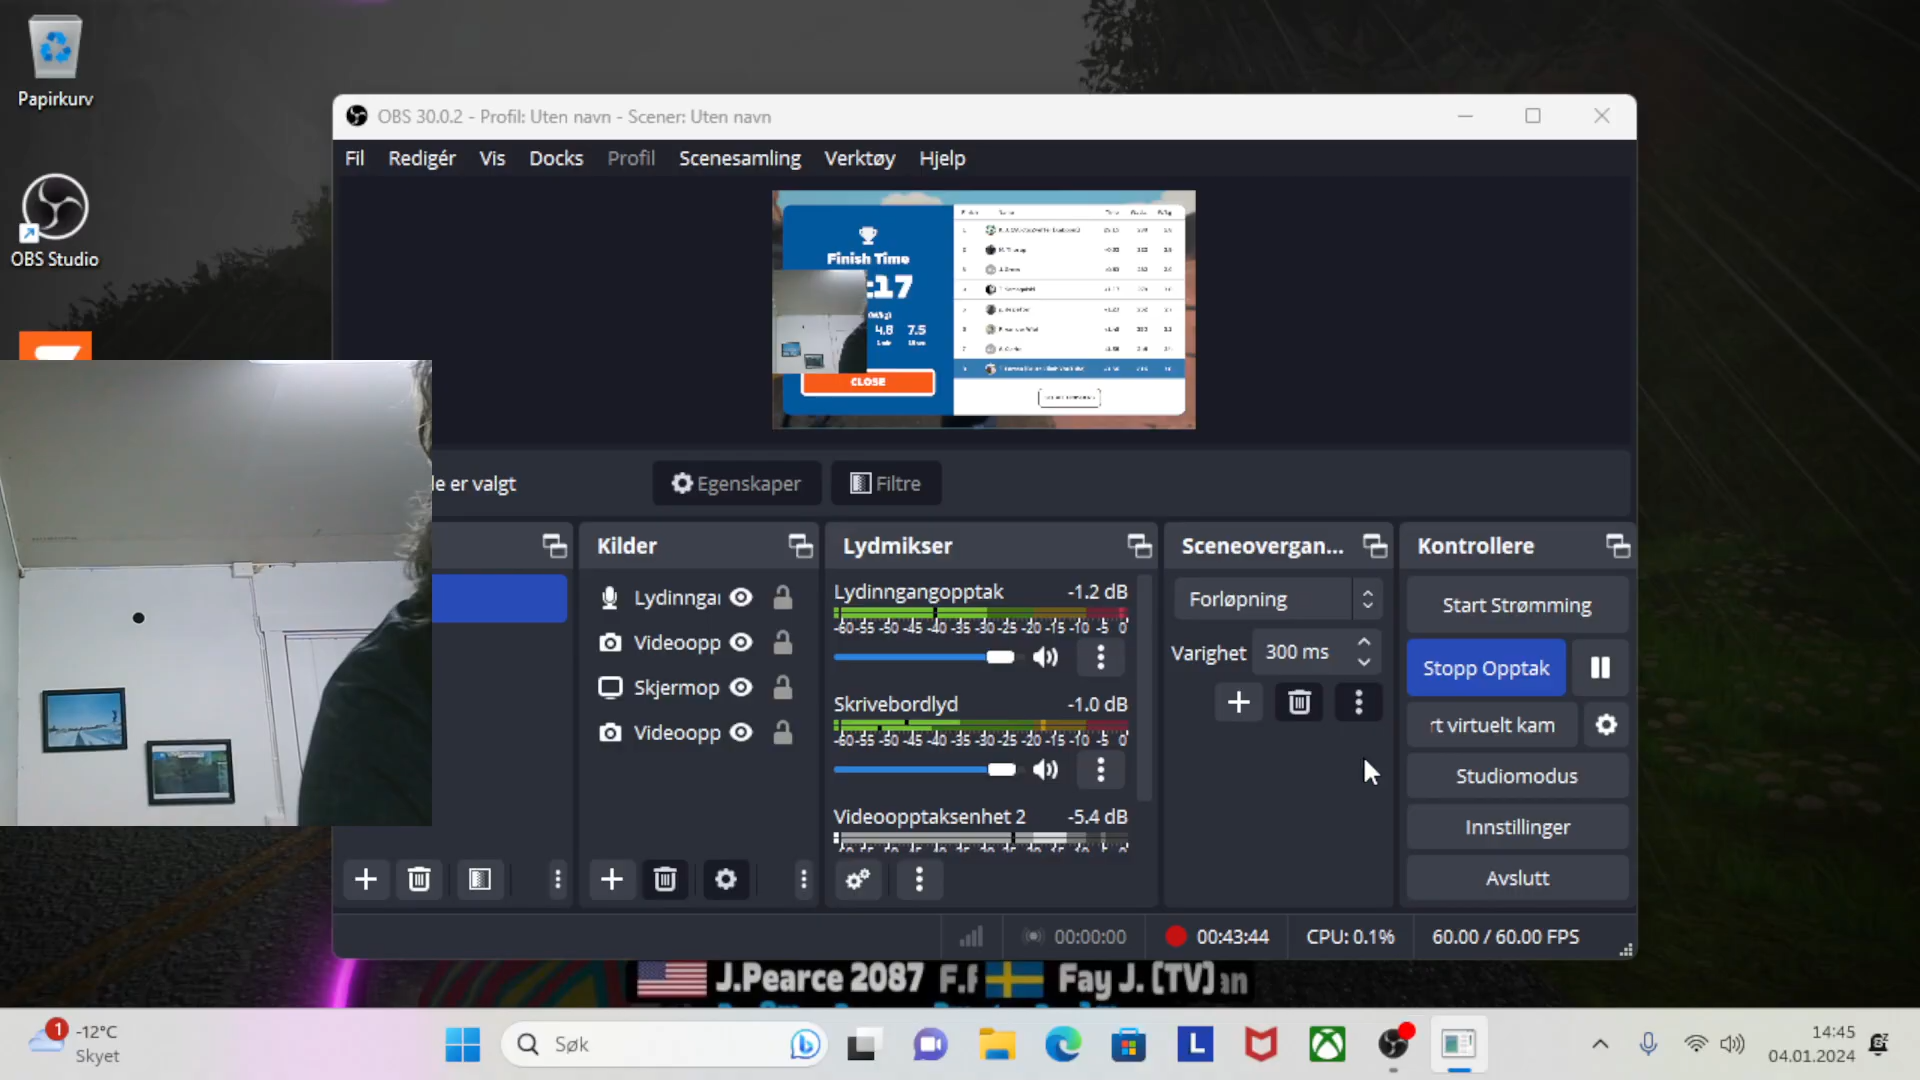 Papirkurv
OBS Studio
OBS 30.0.2 - Profil: Uten navn - Scener: Uten navn
Fil Redigér Vis Docks Profil Scenesamling Verktøy Hjelp
Finish Time
:17
4.8 7.5
CLOSE
le er valgt
Egenskaper
Filtre
Kilder
Lydinngar
Videoopp
Skjermop
Videoopp
Lydmikser
Lydinngangopptak -1.2 dB
-60 -55 -50 -45 -40 -35 -30 -25 -20 -15 -10 -5 0
Skrivebordlyd -1.0 dB
-60 -55 -50 -45 -40 -35 -30 -25 -20 -15 -10 -5 0
Videoopptaksenhet 2 -5.4 dB
Sceneovergan...
Forløpning
Varighet 300 ms
Kontrollere
Start Strømming
Stopp Opptak
rt virtuelt kam
Studiomodus
Innstillinger
Avslutt
00:00:00
00:43:44
CPU: 0.1%
60.00 / 60.00 FPS
J.Pearce 2087 F.F Fay J. (TV) an
1
-12°C
Skyet
Søk
L
14:45
04.01.2024